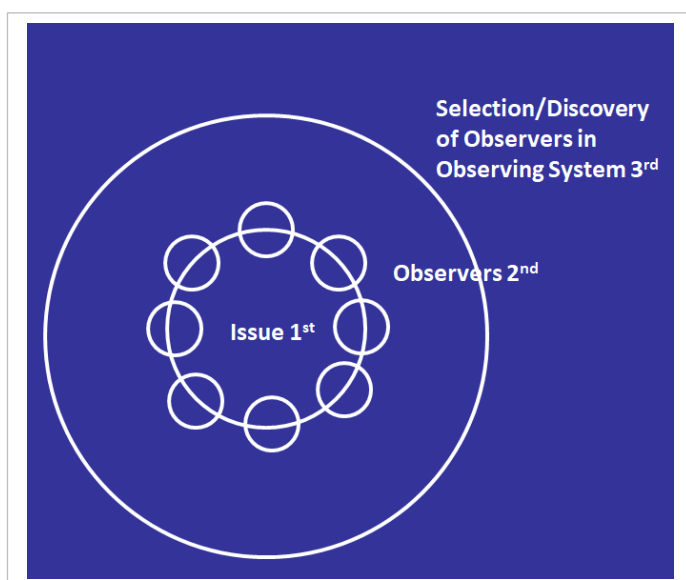 Selection/Discovery
of Observers in
Observing System 3rd
Observers 2nd
Issue 1st